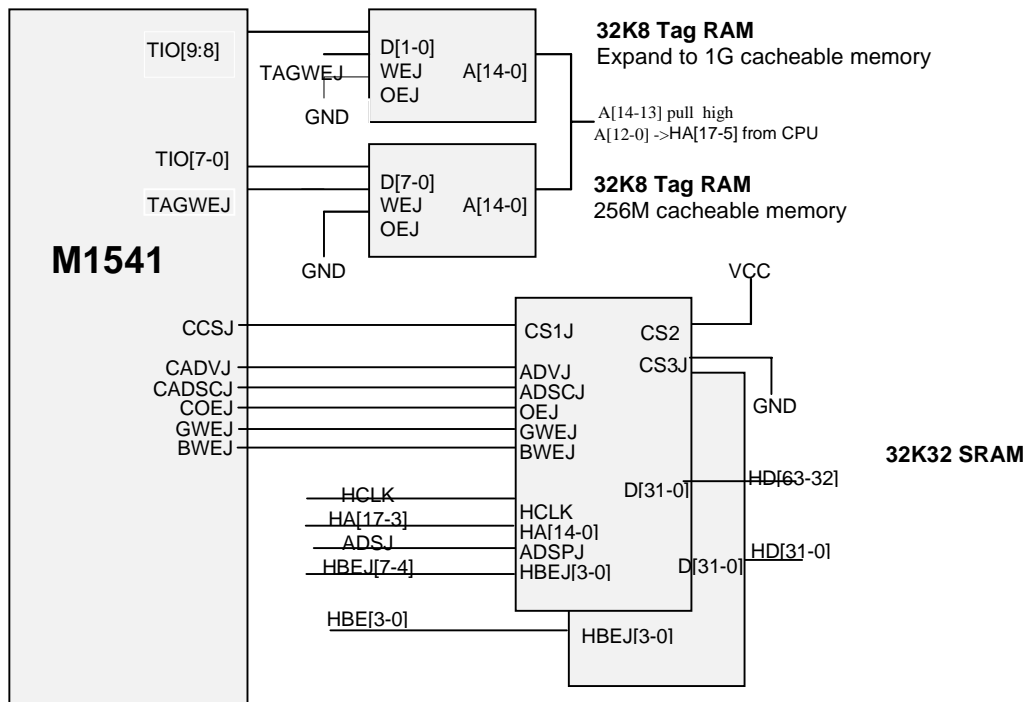 TIO[9:8]
TAGWEJ
GND
D[1-0]
WEJ
OEJ
A[14-0]
32K8 Tag RAM
Expand to 1G cacheable memory
A[14-13] pull high
A[12-0] ->HA[17-5] from CPU
TIO[7-0]
TAGWEJ
GND
D[7-0]
WEJ
OEJ
A[14-0]
32K8 Tag RAM
256M cacheable memory
M1541
VCC
CCSJ
CS1J
CS2
CS3J
GND
CADVJ
CADSCJ
COEJ
GWEJ
BWEJ
ADVJ
ADSCJ
OEJ
GWEJ
BWEJ
32K32 SRAM
D[31-0]
HD[63-32]
HCLK
HA[17-3]
ADSJ
HBEJ[7-4]
HCLK
HA[14-0]
ADSPJ
HBEJ[3-0]
D[31-0]
HD[31-0]
HBE[3-0]
HBEJ[3-0]